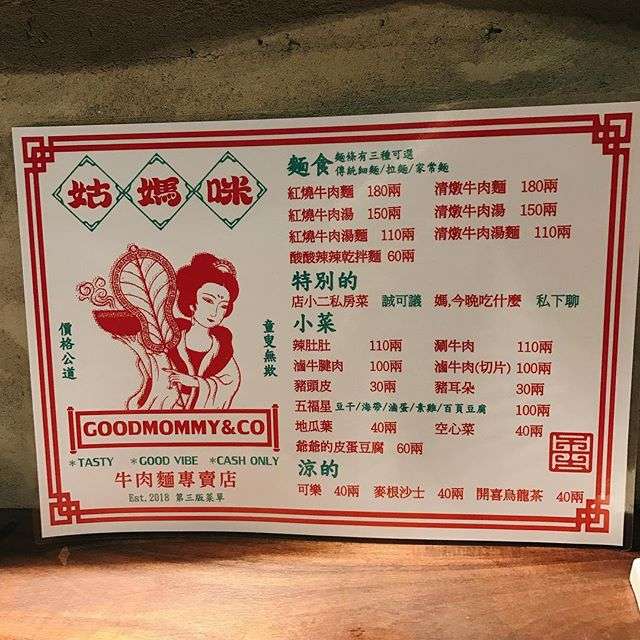 姑媽咪
價格公道
童叟無欺
GOODMOMMY&CO
*TASTY *GOOD VIBE *CASH ONLY
牛肉麵專賣店
Est.2018 第三版菜單
麵食 麵條有三種可選
傳統細麵/拉麵/家常麵
紅燒牛肉麵 180兩 清燉牛肉麵 180兩
紅燒牛肉湯 150兩 清燉牛肉湯 150兩
紅燒牛肉湯麵 110兩 清燉牛肉湯麵 110兩
酸酸辣辣乾拌麵 60兩
特別的
店小二私房菜 誠可議 媽,今晚吃什麼 私下聊
小菜
辣肚肚 110兩 涮牛肉 110兩
滷牛腱肉 100兩 滷牛肉(切片) 100兩
豬頭皮 30兩 豬耳朵 30兩
五福星 豆干/海帶/滷蛋/素雞/百頁豆腐 100兩
地瓜葉 40兩 空心菜 40兩
爺爺的皮蛋豆腐 60兩
涼的
可樂 40兩 麥根沙士 40兩 開喜烏龍茶 40兩